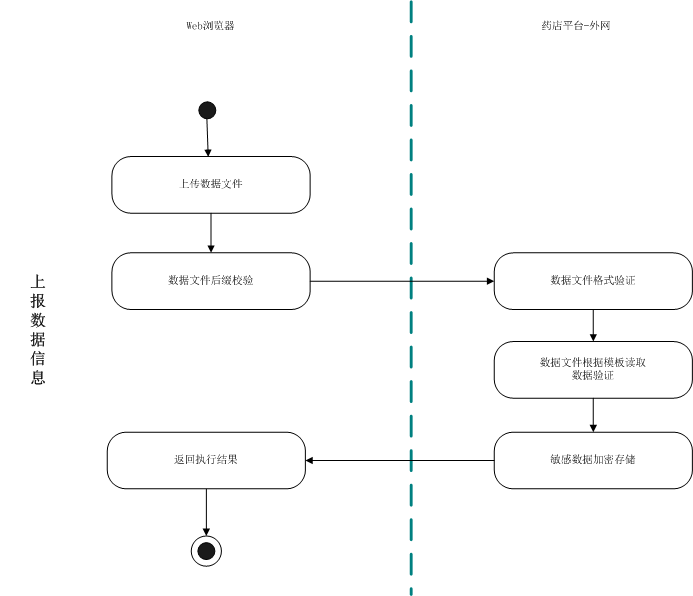 Web浏览器
药店平台-外网
上传数据文件
数据文件后缀校验
数据文件格式验证
上报数据信息
数据文件根据模板读取
数据验证
返回执行结果
敏感数据加密存储